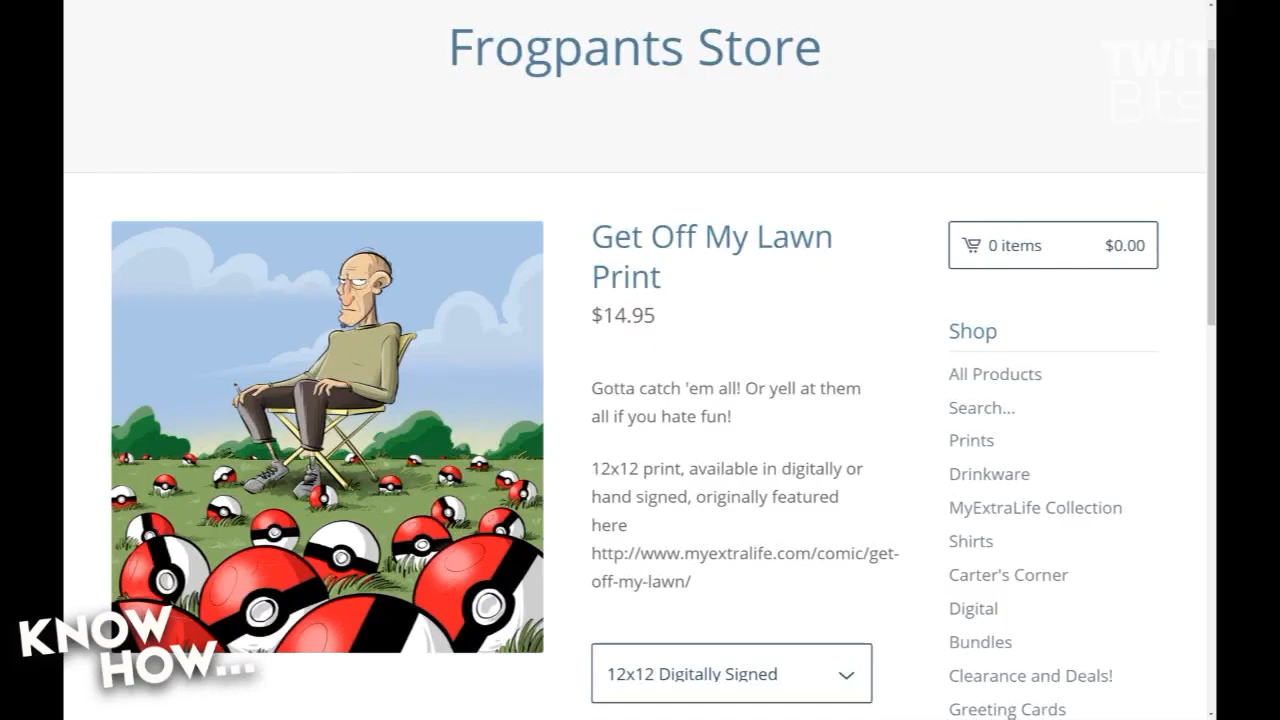 Frogpants Store
TWiT
Bits
Get Off My Lawn
Print
$14.95
0 items $0.00
Gotta catch 'em all! Or yell at them
all if you hate fun!
12x12 print, available in digitally or
hand signed, originally featured
here
http://www.myextralife.com/comic/get-
off-my-lawn/
12x12 Digitally Signed
Shop
All Products
Search...
Prints
Drinkware
MyExtraLife Collection
Shirts
Carter's Corner
Digital
Bundles
Clearance and Deals!
Greeting Cards
KNOW
HOW...